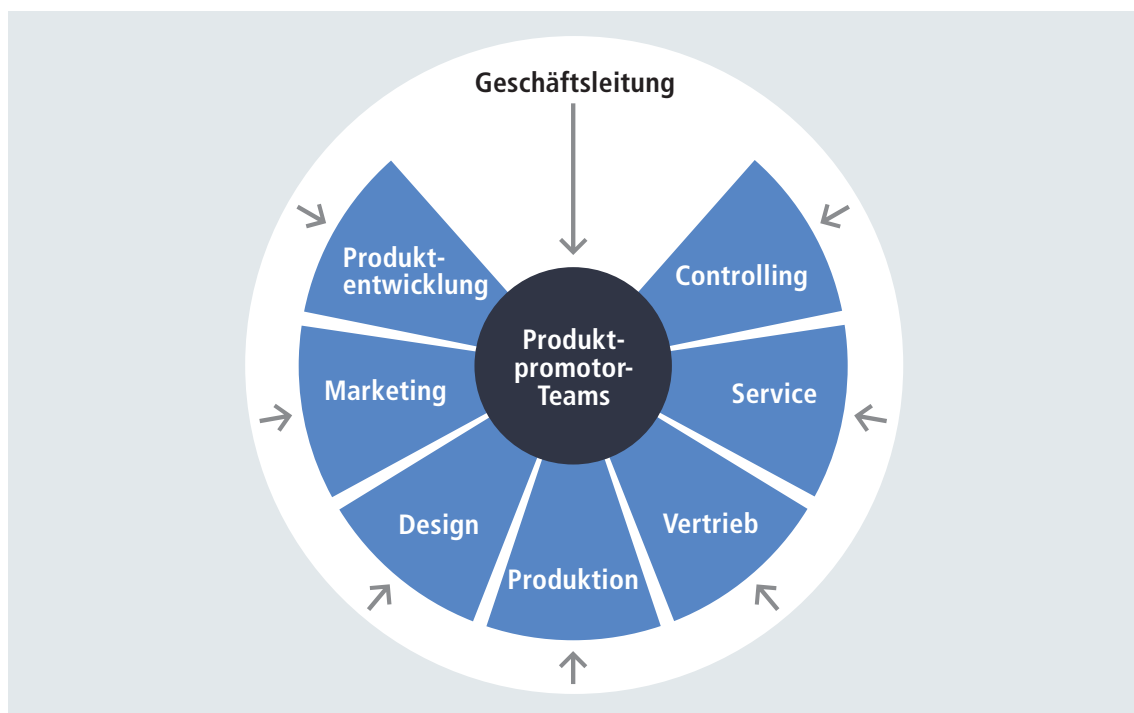 Geschäftsleitung
Produkt-
entwicklung
Controlling
Produkt-
promotor-
Teams
Marketing
Service
Design
Vertrieb
Produktion